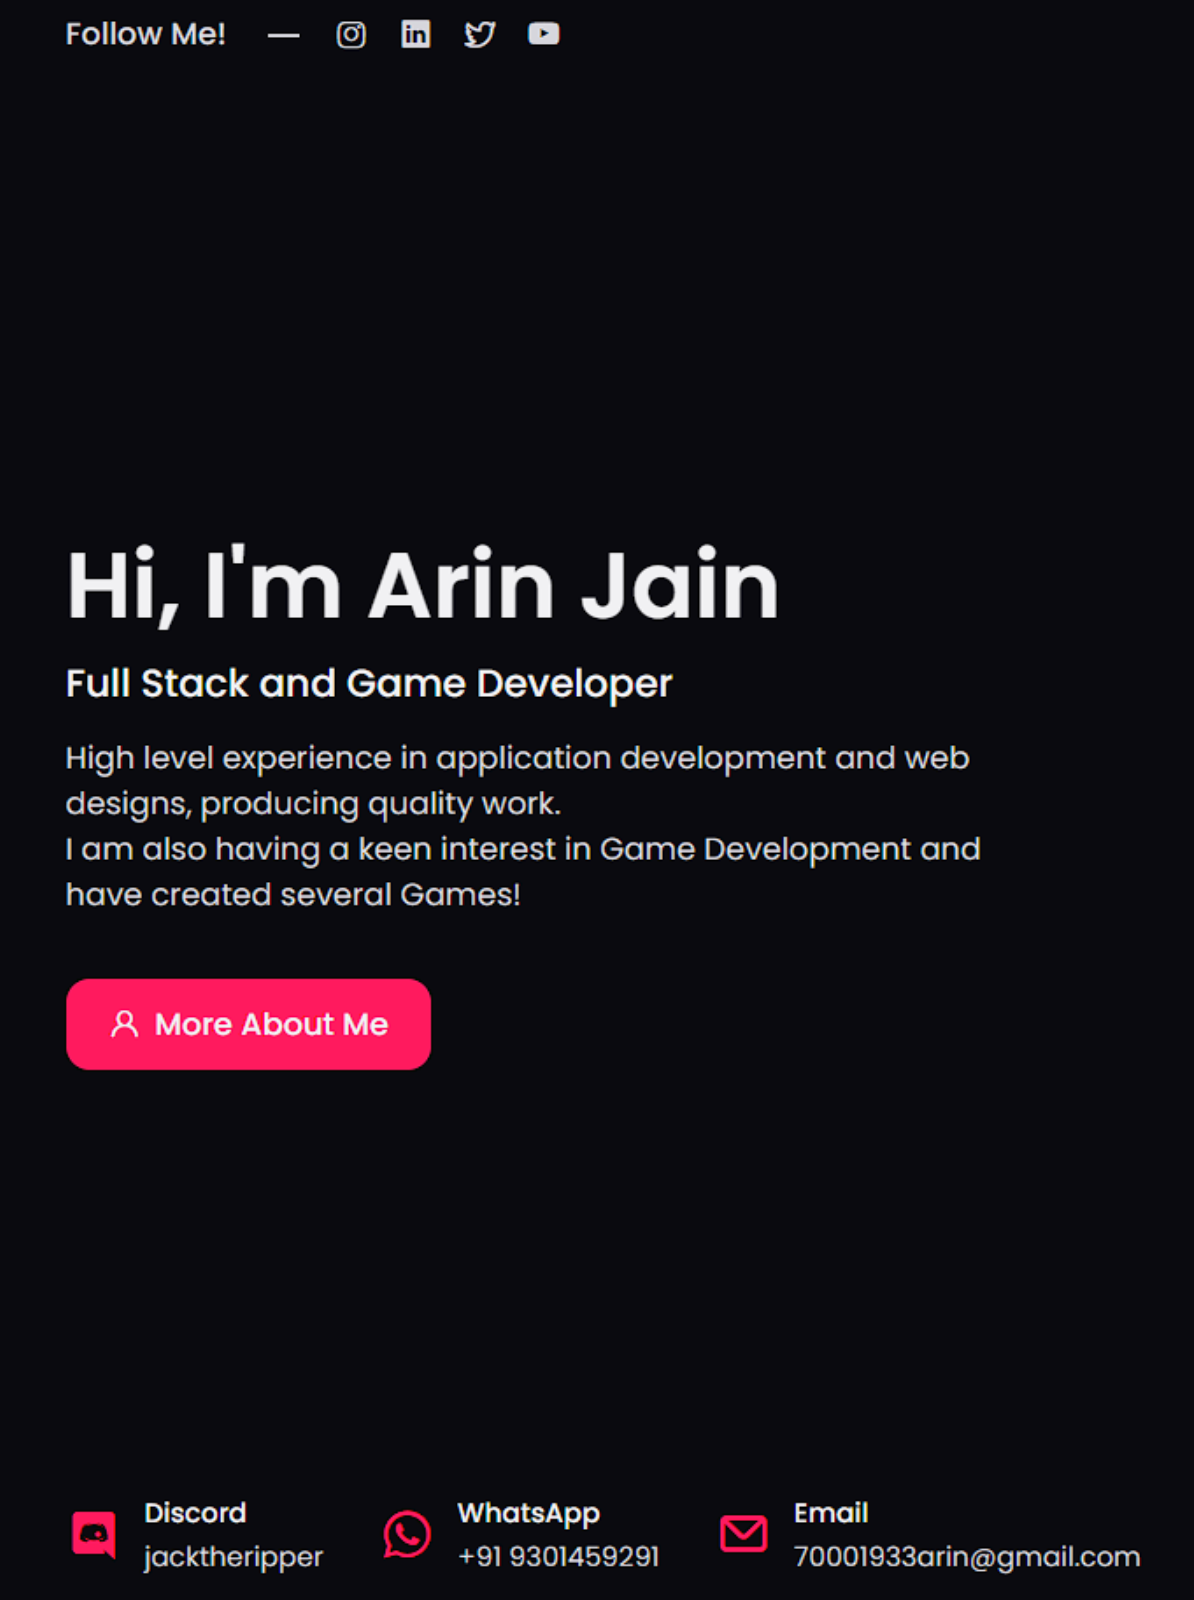 Follow Me!
Hi, I'm Arin Jain
Full Stack and Game Developer
High level experience in application development and web
designs, producing quality work.
I am also having a keen interest in Game Development and
have created several Games!
More About Me
Discord
jacktheripper
WhatsApp
+91 9301459291
Email
70001933arin@gmail.com